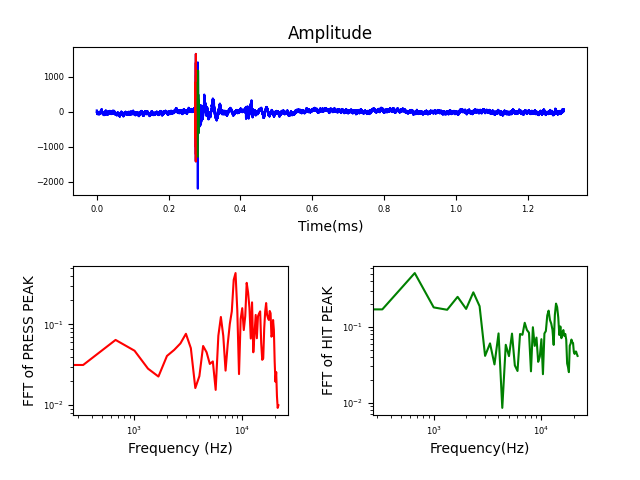 Amplitude
1000
0
−1000
−2000
0.0 0.2 0.4 0.6 0.8 1.0 1.2
Time(ms)
FFT of PRESS PEAK
10⁻¹
10⁻²
10³ 10⁴
Frequency (Hz)
FFT of HIT PEAK
10⁻¹
10⁻²
10³ 10⁴
Frequency(Hz)